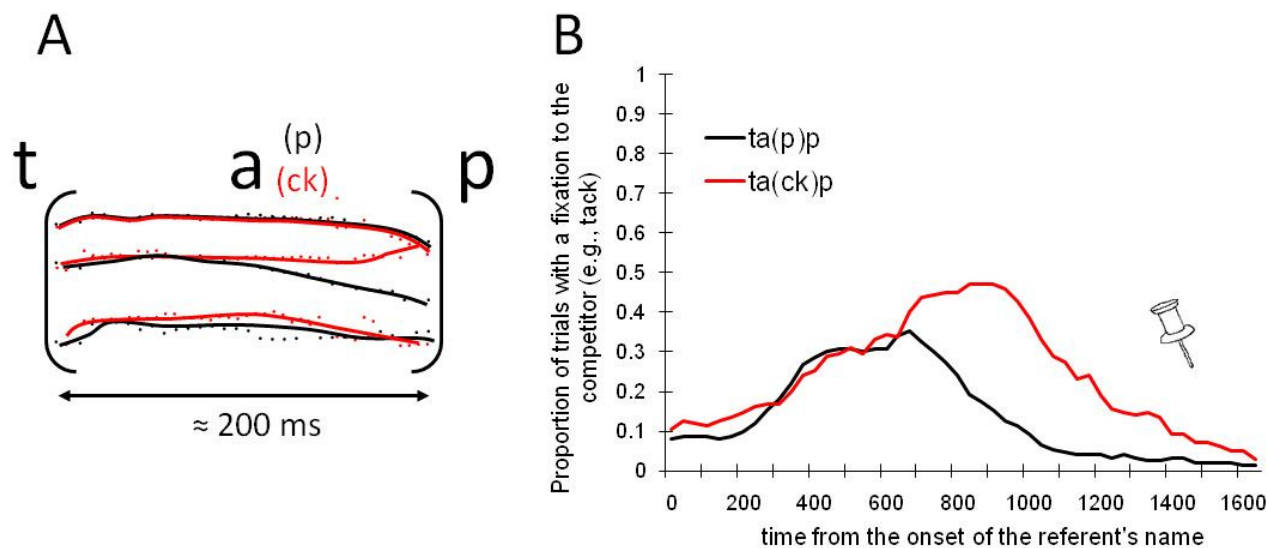 A
t
a
(p)
(ck)
p
≈ 200 ms
B
Proportion of trials with a fixation to the
competitor (e.g., tack)
1
0.9
0.8
0.7
0.6
0.5
0.4
0.3
0.2
0.1
0
ta(p)p
ta(ck)p
0 200 400 600 800 1000 1200 1400 1600
time from the onset of the referent's name